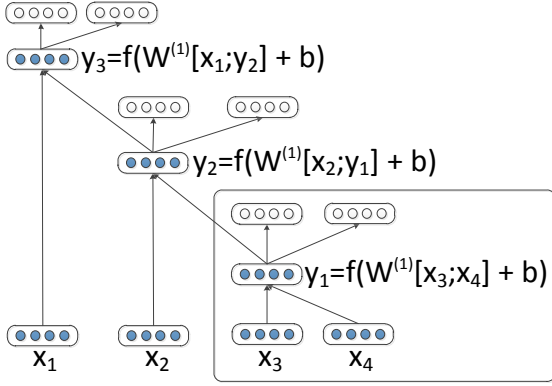 y₃=f(W⁽¹⁾[x₁;y₂] + b)
y₂=f(W⁽¹⁾[x₂;y₁] + b)
y₁=f(W⁽¹⁾[x₃;x₄] + b)
x₁ x₂ x₃ x₄